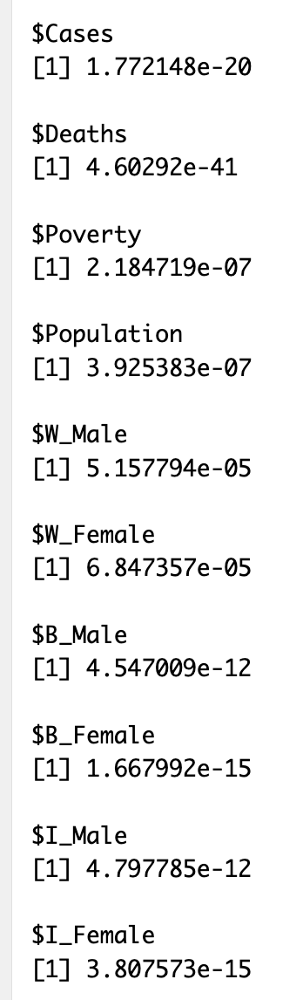 $Cases
[1] 1.772148e-20
$Deaths
[1] 4.60292e-41
$Poverty
[1] 2.184719e-07
$Population
[1] 3.925383e-07
$W_Male
[1] 5.157794e-05
$W_Female
[1] 6.847357e-05
$B_Male
[1] 4.547009e-12
$B_Female
[1] 1.667992e-15
$I_Male
[1] 4.797785e-12
$I_Female
[1] 3.807573e-15